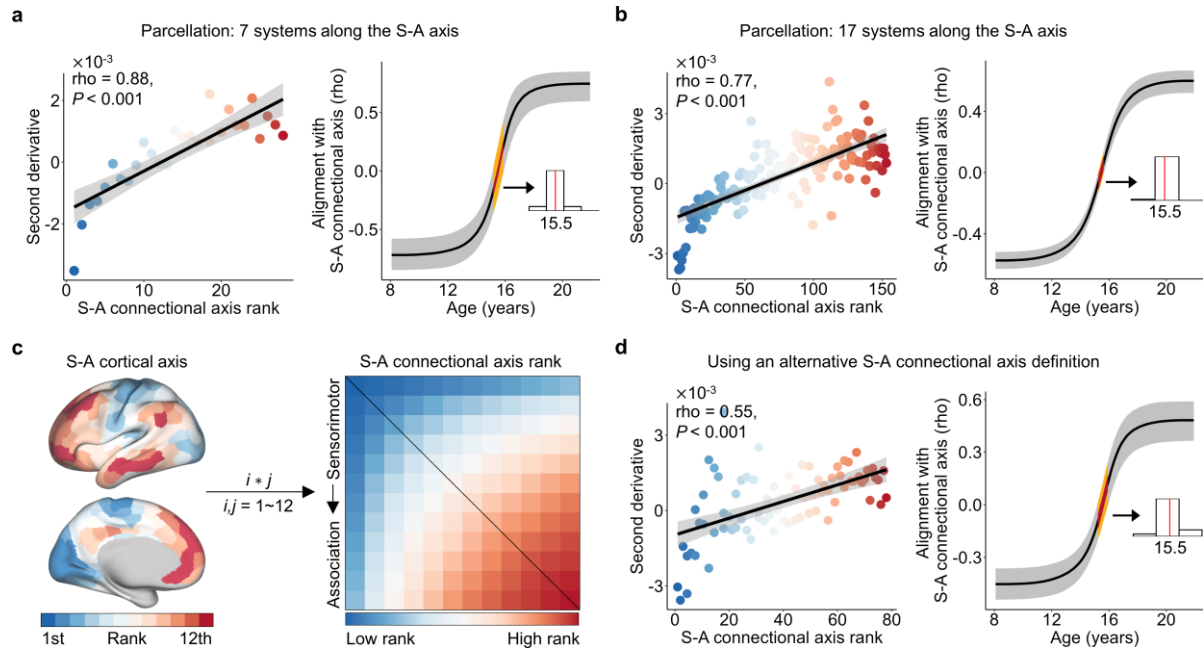 a
Parcellation: 7 systems along the S-A axis
×10⁻³
rho = 0.88,
P < 0.001
Second derivative
2
0
-2
0
10
20
S-A connectional axis rank
Alignment with
S-A connectional axis (rho)
0.5
0.0
-0.5
8
12
16
20
Age (years)
15.5
b
Parcellation: 17 systems along the S-A axis
×10⁻³
rho = 0.77,
P < 0.001
Second derivative
3
0
-3
0
50
100
150
S-A connectional axis rank
Alignment with
S-A connectional axis (rho)
0.4
0.0
-0.4
8
12
16
20
Age (years)
15.5
c
S-A cortical axis
1st
Rank
12th
i * j
i,j = 1~12
S-A connectional axis rank
Sensorimotor
Association
Low rank
High rank
d
Using an alternative S-A connectional axis definition
×10⁻³
rho = 0.55,
P < 0.001
Second derivative
3
0
-3
0
20
40
60
80
S-A connectional axis rank
Alignment with
S-A connectional axis (rho)
0.6
0.3
0.0
-0.3
8
12
16
20
Age (years)
15.5